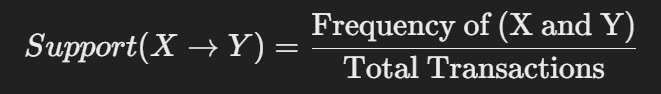 Support(X → Y) = Frequency of (X and Y) / Total Transactions